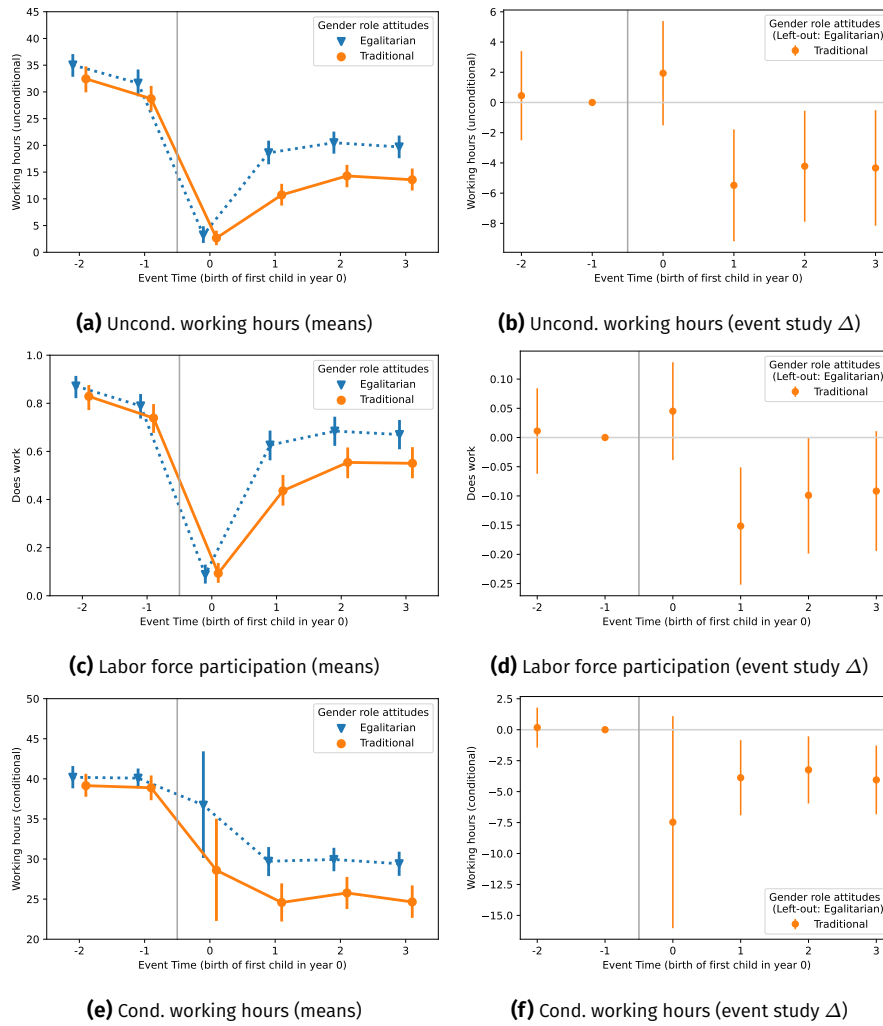 45
40
35
30
25
20
15
10
5
0
Working hours (unconditional)
Gender role attitudes
Egalitarian
Traditional
-2 -1 0 1 2 3
Event Time (birth of first child in year 0)
(a) Uncond. working hours (means)
6
4
2
0
−2
−4
−6
−8
Working hours (unconditional)
Gender role attitudes
(Left-out: Egalitarian)
Traditional
-2 -1 0 1 2 3
Event Time (birth of first child in year 0)
(b) Uncond. working hours (event study Δ)
1.0
0.8
0.6
0.4
0.2
0.0
Does work
Gender role attitudes
Egalitarian
Traditional
-2 -1 0 1 2 3
Event Time (birth of first child in year 0)
(c) Labor force participation (means)
0.10
0.05
0.00
−0.05
−0.10
−0.15
−0.20
−0.25
Does work
Gender role attitudes
(Left-out: Egalitarian)
Traditional
-2 -1 0 1 2 3
Event Time (birth of first child in year 0)
(d) Labor force participation (event study Δ)
50
45
40
35
30
25
20
Working hours (conditional)
Gender role attitudes
Egalitarian
Traditional
-2 -1 0 1 2 3
Event Time (birth of first child in year 0)
(e) Cond. working hours (means)
2.5
0.0
−2.5
−5.0
−7.5
−10.0
−12.5
−15.0
Working hours (conditional)
Gender role attitudes
(Left-out: Egalitarian)
Traditional
-2 -1 0 1 2 3
Event Time (birth of first child in year 0)
(f) Cond. working hours (event study Δ)